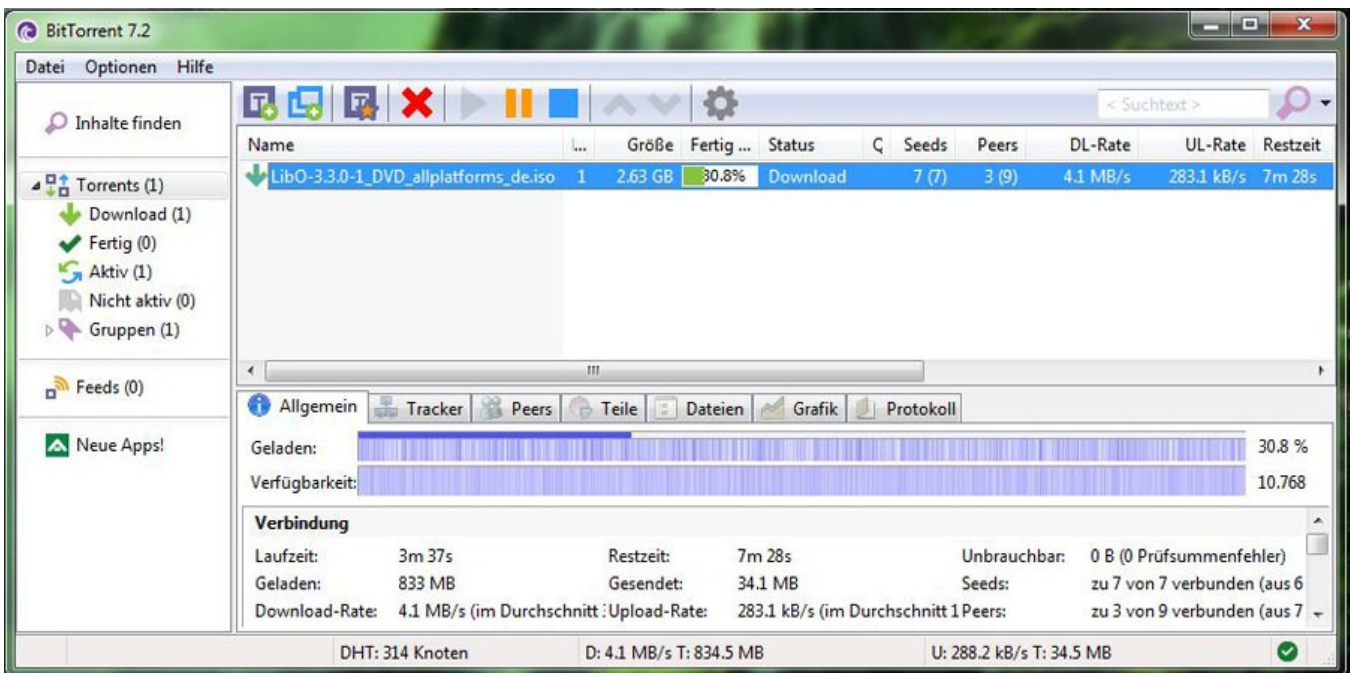 BitTorrent 7.2
Datei Optionen Hilfe
Inhalte finden
Torrents (1)
Download (1)
Fertig (0)
Aktiv (1)
Nicht aktiv (0)
Gruppen (1)
Feeds (0)
Neue Apps!
< Suchtext >
Name I... Größe Fertig ... Status Seeds Peers DL-Rate UL-Rate Restzeit
LibO-3.3.0-1_DVD_allplatforms_de.iso 1 2.63 GB 30.8% Download 7 (7) 3 (9) 4.1 MB/s 283.1 kB/s 7m 28s
Allgemein Tracker Peers Teile Dateien Grafik Protokoll
Geladen: 30.8 %
Verfügbarkeit: 10.768
Verbindung
Laufzeit: 3m 37s Restzeit: 7m 28s Unbrauchbar: 0 B (0 Prüfsummenfehler)
Geladen: 833 MB Gesendet: 34.1 MB Seeds: zu 7 von 7 verbunden (aus 6
Download-Rate: 4.1 MB/s (im Durchschnitt Upload-Rate: 283.1 kB/s (im Durchschnitt 1 Peers: zu 3 von 9 verbunden (aus 7
DHT: 314 Knoten D: 4.1 MB/s T: 834.5 MB U: 288.2 kB/s T: 34.5 MB